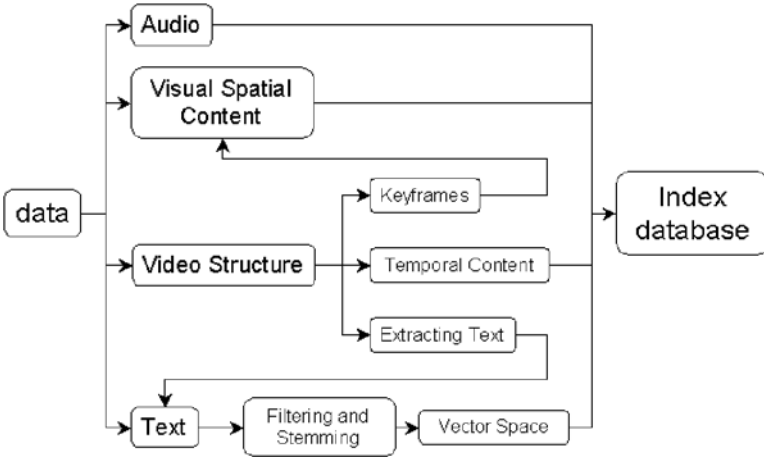 Audio
Visual Spatial
Content
data
Keyframes
Index
database
Video Structure
Temporal Content
Extracting Text
Text
Filtering and
Stemming
Vector Space